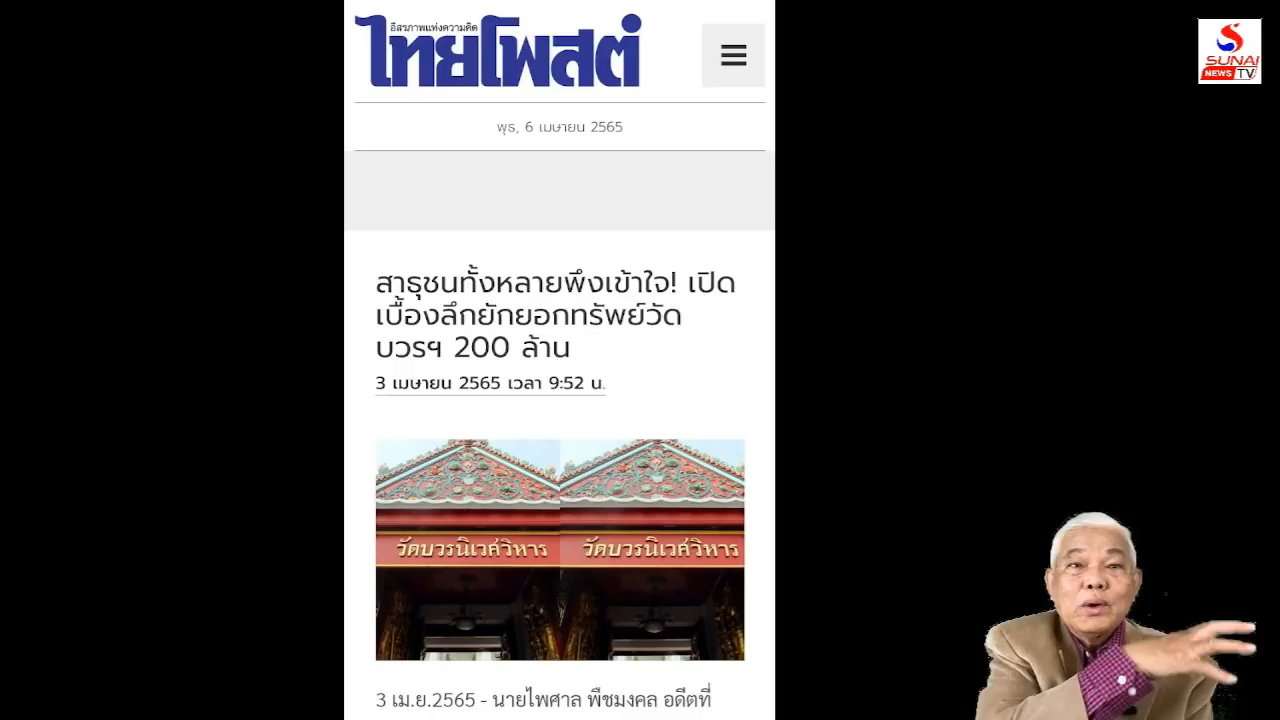 อิสรภาพแห่งความคิด
ไทยโพสต์
พุธ, 6 เมษายน 2565
สาธุชนทั้งหลายพึงเข้าใจ! เปิด
เบื้องลึกยักยอกทรัพย์วัด
บวรฯ 200 ล้าน
3 เมษายน 2565 เวลา 9:52 น.
วัดบวรนิเวศวิหาร
วัดบวรนิเวศวิหาร
3 เม.ย.2565 - นายไพศาล พืชมงคล อดีตที่
SUNAI
NEWS TV